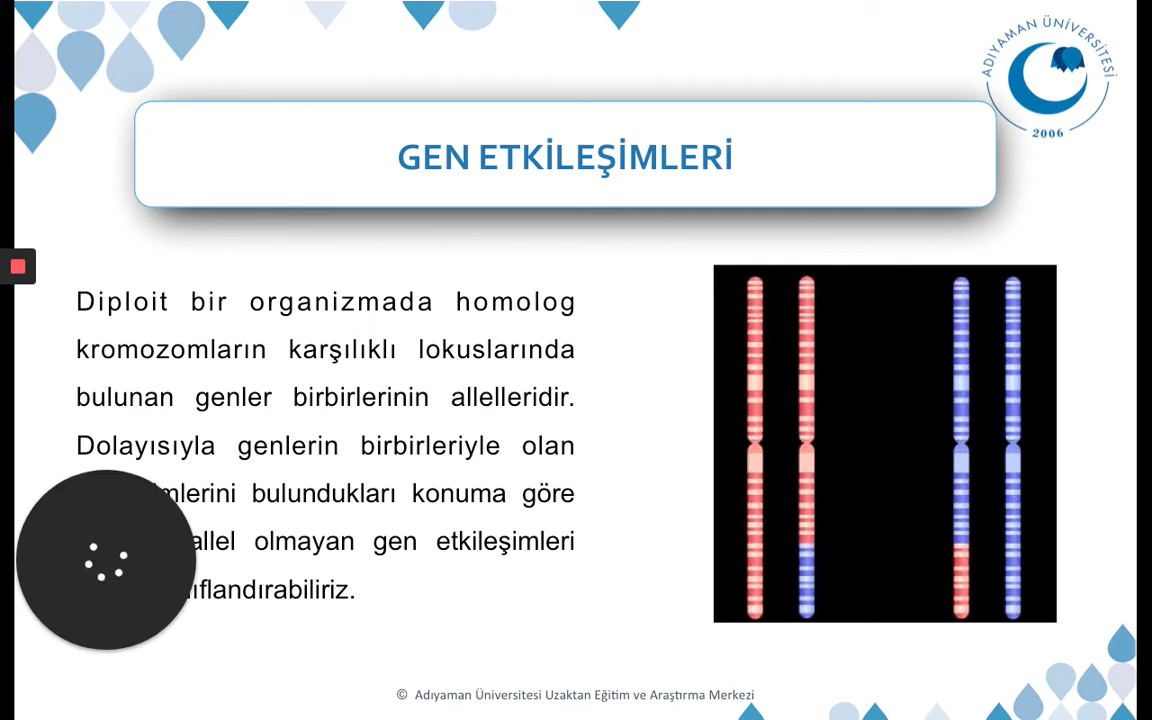 ADIYAMAN ÜNİVERSİTESİ
2006
GEN ETKİLEŞİMLERİ
Diploit bir organizmada homolog
kromozomların karşılıklı lokuslarında
bulunan genler birbirlerinin allelleridir.
Dolayısıyla genlerin birbirleriyle olan
bulundukları konuma göre
allel olmayan gen etkileşimleri
© Adıyaman Üniversitesi Uzaktan Eğitim ve Araştırma Merkezi